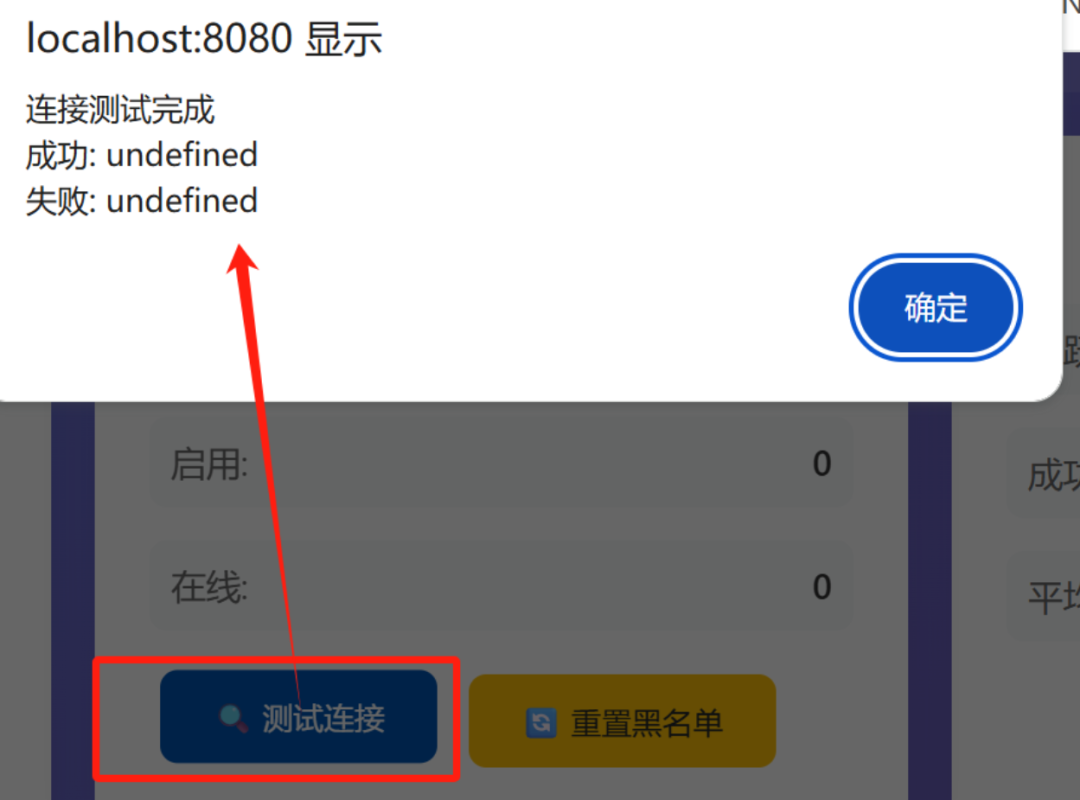 localhost:8080 显示
连接测试完成
成功: undefined
失败: undefined
确定
启用: 0
在线: 0
测试连接
重置黑名单
成功
平均